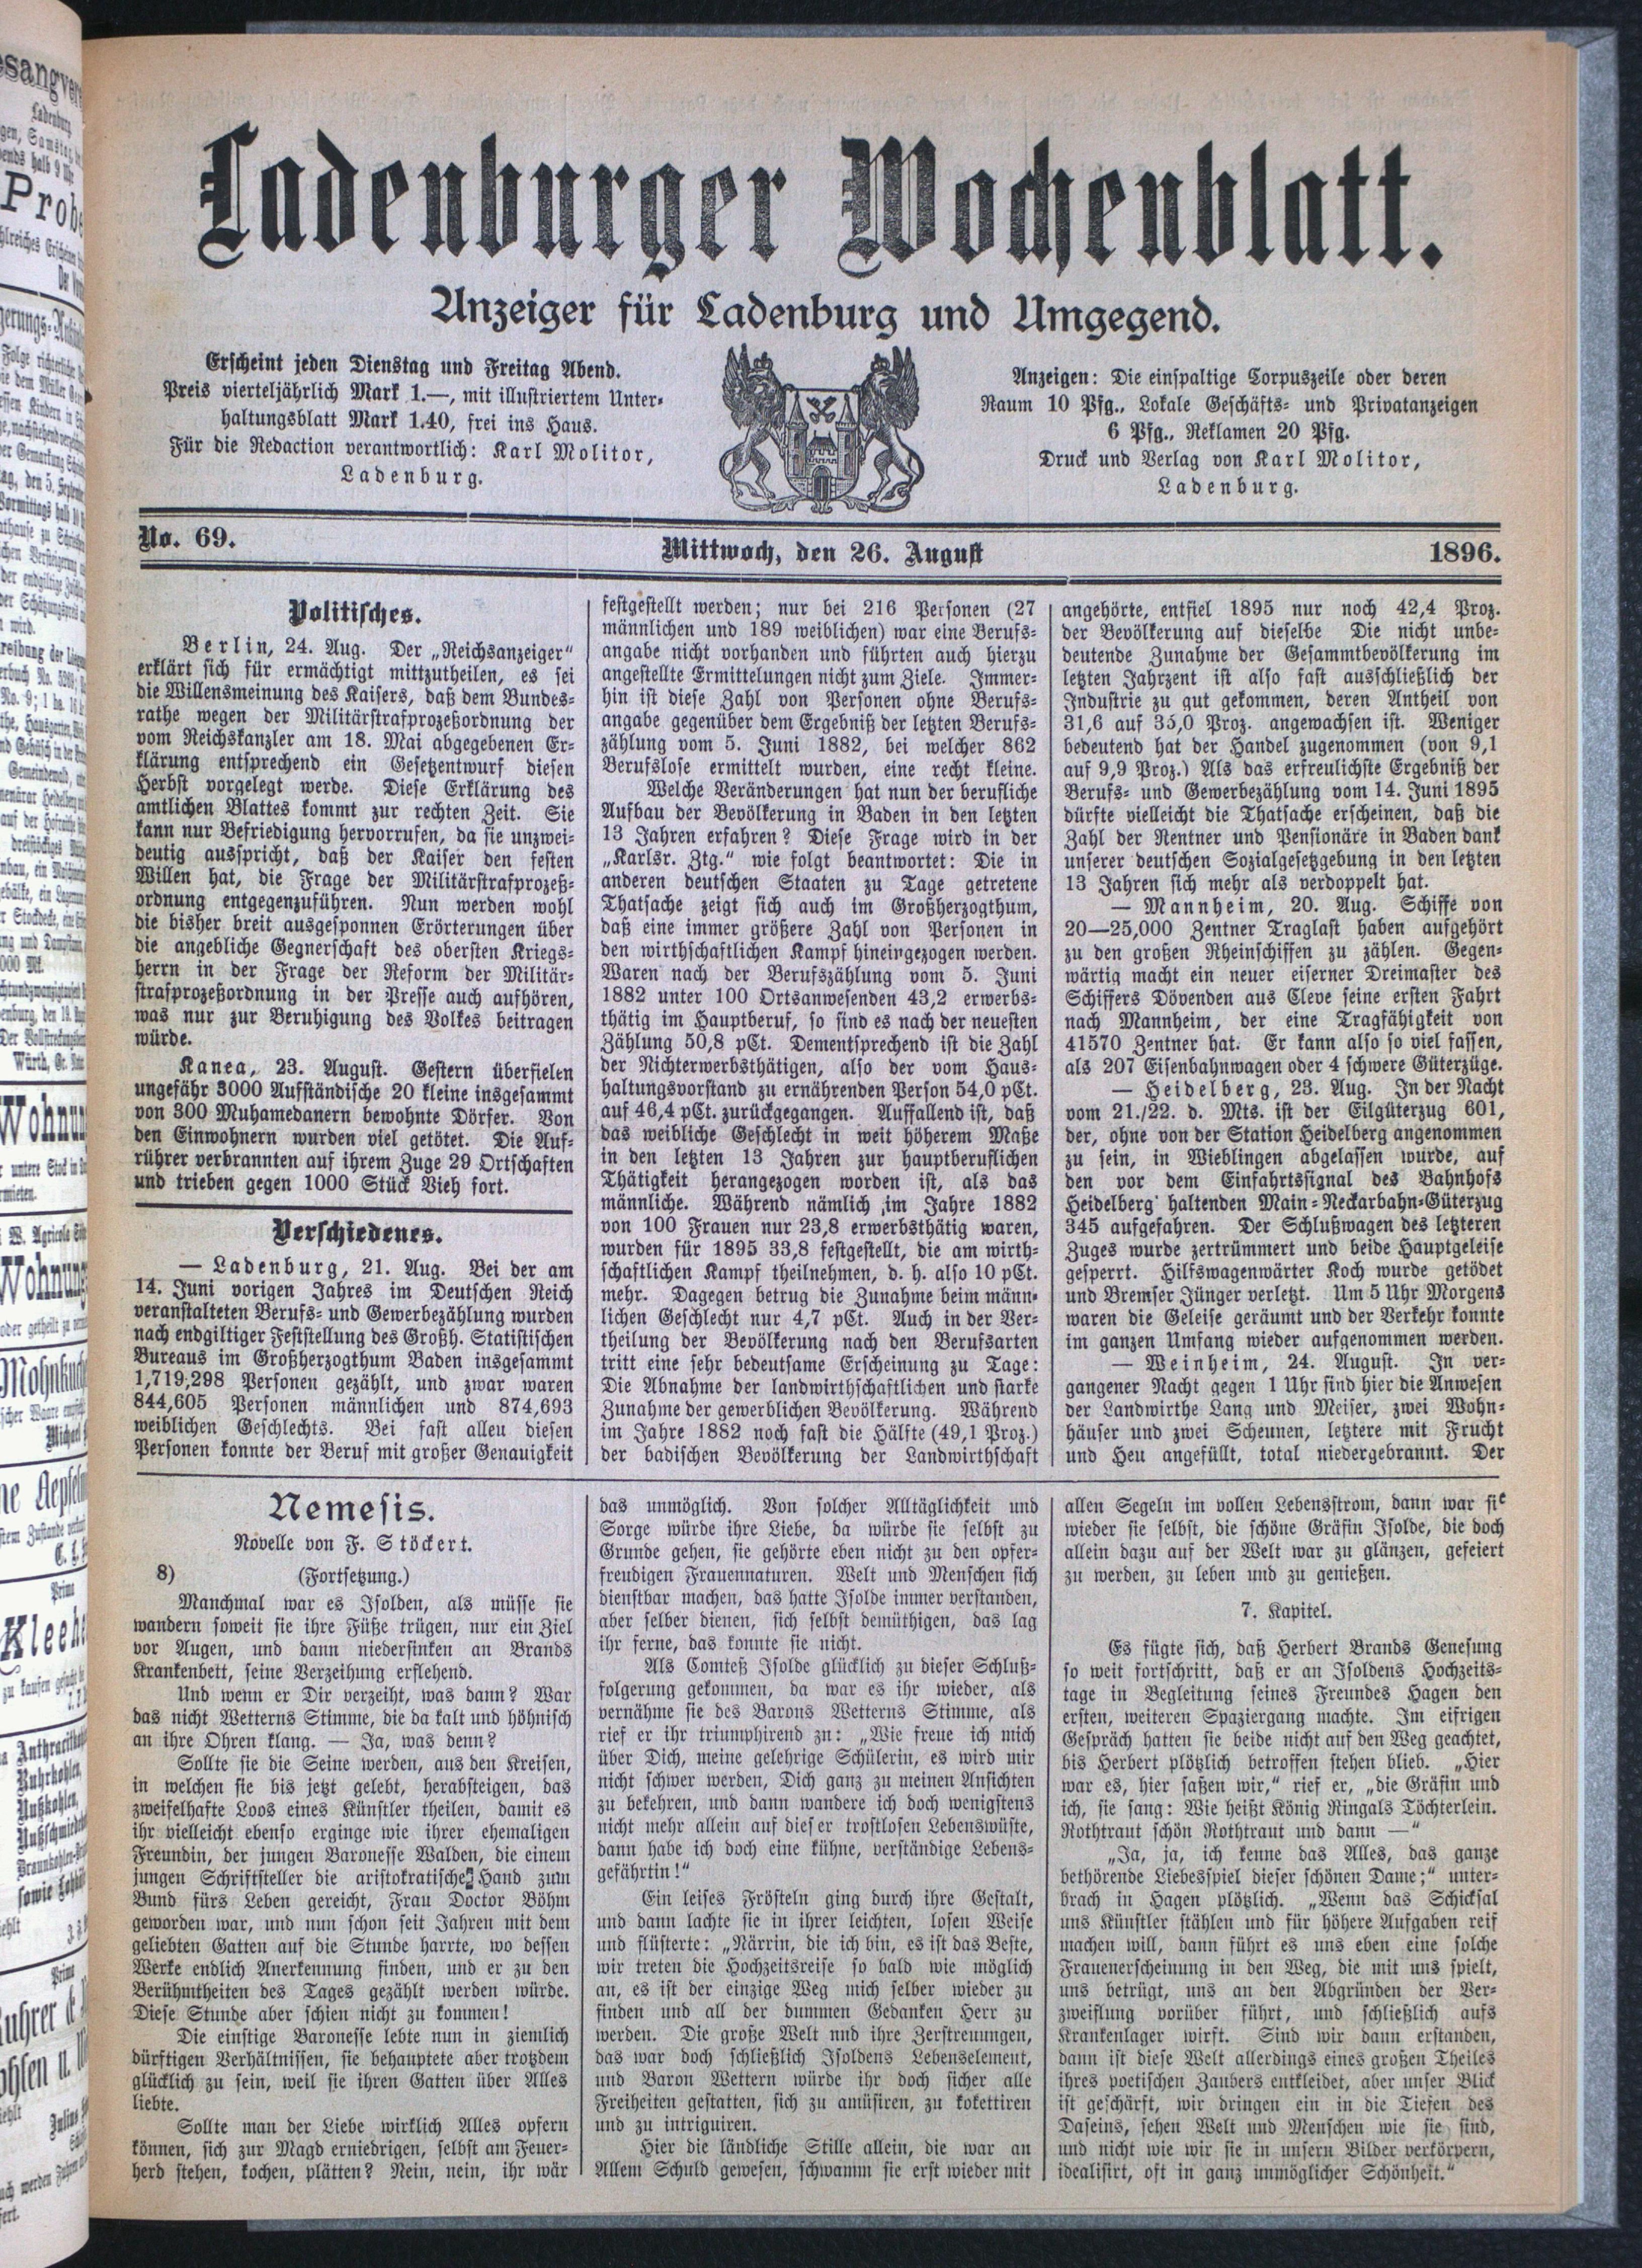 Ladenburger Wochenblatt.
Anzeiger für Ladenburg und Umgegend.
Erscheint jeden Dienstag und Freitag Abend.
Preis vierteljährlich Mark 1.—, mit illustriertem Unter-
haltungsblatt Mark 1.40, frei ins Haus.
Für die Redaction verantwortlich: Karl Molitor,
Ladenburg.
Anzeigen: Die einspaltige Corpuszeile oder deren
Raum 10 Pfg., Lokale Geschäfts- und Privatanzeigen
6 Pfg., Reklamen 20 Pfg.
Druck und Verlag von Karl Molitor,
Ladenburg.
No. 69.
Mittwoch, den 26. August
1896.
Politisches.
Berlin, 24. Aug. Der „Reichsanzeiger“
erklärt sich für ermächtigt mittzutheilen, es sei
die Willensmeinung des Kaisers, daß dem Bundes-
rathe wegen der Militärstrafprozeßordnung der
vom Reichskanzler am 18. Mai abgegebenen Er-
klärung entsprechend ein Gesetzentwurf diesen
Herbst vorgelegt werde. Diese Erklärung des
amtlichen Blattes kommt zur rechten Zeit. Sie
kann nur Befriedigung hervorrufen, da sie unzwei-
deutig ausspricht, daß der Kaiser den festen
Willen hat, die Frage der Militärstrafprozeß-
ordnung entgegenzuführen. Nun werden wohl
die bisher breit ausgesponnen Erörterungen über
die angebliche Gegnerschaft des obersten Kriegs-
herrn in der Frage der Reform der Militär-
strafprozeßordnung in der Presse auch aufhören,
was nur zur Beruhigung des Volkes beitragen
würde.
Kanea, 23. August. Gestern überfielen
ungefähr 3000 Aufständische 20 kleine insgesammt
von 300 Muhamedanern bewohnte Dörfer. Von
den Einwohnern wurden viel getötet. Die Auf-
rührer verbrannten auf ihrem Zuge 29 Ortschaften
und trieben gegen 1000 Stück Vieh fort.
Verschiedenes.
— Ladenburg, 21. Aug. Bei der am
14. Juni vorigen Jahres im Deutschen Reich
veranstalteten Berufs- und Gewerbezählung wurden
nach endgiltiger Feststellung des Großh. Statistischen
Bureaus im Großherzogthum Baden insgesammt
1,719,298 Personen gezählt, und zwar waren
844,605 Personen männlichen und 874,693
weiblichen Geschlechts. Bei fast alleu diesen
Personen konnte der Beruf mit großer Genauigkeit
festgestellt werden; nur bei 216 Personen (27
männlichen und 189 weiblichen) war eine Berufs-
angabe nicht vorhanden und führten auch hierzu
angestellte Ermittelungen nicht zum Ziele. Immer-
hin ist diese Zahl von Personen ohne Berufs-
angabe gegenüber dem Ergebniß der letzten Berufs-
zählung vom 5. Juni 1882, bei welcher 862
Berufslose ermittelt wurden, eine recht kleine.
Welche Veränderungen hat nun der berufliche
Aufbau der Bevölkerung in Baden in den letzten
13 Jahren erfahren? Diese Frage wird in der
„Karlsr. Ztg.“ wie folgt beantwortet: Die in
anderen deutschen Staaten zu Tage getretene
Thatsache zeigt sich auch im Großherzogthum,
daß eine immer größere Zahl von Personen in
den wirthschaftlichen Kampf hineingezogen werden.
Waren nach der Berufszählung vom 5. Juni
1882 unter 100 Ortsanwesenden 43,2 erwerbs-
thätig im Hauptberuf, so sind es nach der neuesten
Zählung 50,8 pCt. Dementsprechend ist die Zahl
der Nichterwerbsthätigen, also der vom Haus-
haltungsvorstand zu ernährenden Person 54,0 pCt.
auf 46,4 pCt. zurückgegangen. Auffallend ist, daß
das weibliche Geschlecht in weit höherem Maße
in den letzten 13 Jahren zur hauptberuflichen
Thätigkeit herangezogen worden ist, als das
männliche. Während nämlich im Jahre 1882
von 100 Frauen nur 23,8 erwerbsthätig waren,
wurden für 1895 33,8 festgestellt, die am wirth-
schaftlichen Kampf theilnehmen, d. h. also 10 pCt.
mehr. Dagegen betrug die Zunahme beim männ-
lichen Geschlecht nur 4,7 pCt. Auch in der Ver-
theilung der Bevölkerung nach den Berufsarten
tritt eine sehr bedeutsame Erscheinung zu Tage:
Die Abnahme der landwirthschaftlichen und starke
Zunahme der gewerblichen Bevölkerung. Während
im Jahre 1882 noch fast die Hälfte (49,1 Proz.)
der badischen Bevölkerung der Landwirthschaft
angehörte, entfiel 1895 nur noch 42,4 Proz.
der Bevölkerung auf dieselbe Die nicht unbe-
deutende Zunahme der Gesammtbevölkerung im
letzten Jahrzent ist also fast ausschließlich der
Industrie zu gut gekommen, deren Antheil von
31,6 auf 35,0 Proz. angewachsen ist. Weniger
bedeutend hat der Handel zugenommen (von 9,1
auf 9,9 Proz.) Als das erfreulichste Ergebniß der
Berufs- und Gewerbezählung vom 14. Juni 1895
dürfte vielleicht die Thatsache erscheinen, daß die
Zahl der Rentner und Pensionäre in Baden dank
unserer deutschen Sozialgesetzgebung in den letzten
13 Jahren sich mehr als verdoppelt hat.
— Mannheim, 20. Aug. Schiffe von
20—25,000 Zentner Traglast haben aufgehört
zu den großen Rheinschiffen zu zählen. Gegen-
wärtig macht ein neuer eiserner Dreimaster des
Schiffers Dövenden aus Cleve seine ersten Fahrt
nach Mannheim, der eine Tragfähigkeit von
41570 Zentner hat. Er kann also so viel fassen,
als 207 Eisenbahnwagen oder 4 schwere Güterzüge.
— Heidelberg, 23. Aug. In der Nacht
vom 21./22. d. Mts. ist der Eilgüterzug 601,
der, ohne von der Station Heidelberg angenommen
zu sein, in Wieblingen abgelassen wurde, auf
den vor dem Einfahrtssignal des Bahnhofs
Heidelberg haltenden Main-Neckarbahn-Güterzug
345 aufgefahren. Der Schlußwagen des letzteren
Zuges wurde zertrümmert und beide Hauptgeleise
gesperrt. Hilfswagenwärter Koch wurde getödet
und Bremser Jünger verletzt. Um 5 Uhr Morgens
waren die Geleise geräumt und der Verkehr konnte
im ganzen Umfang wieder aufgenommen werden.
— Weinheim, 24. August. In ver-
gangener Nacht gegen 1 Uhr sind hier die Anwesen
der Landwirthe Lang und Meiser, zwei Wohn-
häuser und zwei Scheunen, letztere mit Frucht
und Heu angefüllt, total niedergebrannt. Der
Nemesis.
Novelle von F. Stöckert.
8) (Fortsetzung.)
Manchmal war es Isolden, als müsse sie
wandern soweit sie ihre Füße trügen, nur ein Ziel
vor Augen, und dann niedersinken an Brands
Krankenbett, seine Verzeihung erflehend.
Und wenn er Dir verzeiht, was dann? War
das nicht Wetterns Stimme, die da kalt und höhnisch
an ihre Ohren klang. — Ja, was denn?
Sollte sie die Seine werden, aus den Kreisen,
in welchen sie bis jetzt gelebt, herabsteigen, das
zweifelhafte Loos eines Künstler theilen, damit es
ihr vielleicht ebenso erginge wie ihrer ehemaligen
Freundin, der jungen Baronesse Walden, die einem
jungen Schriftsteller die aristokratische Hand zum
Bund fürs Leben gereicht, Frau Doctor Böhm
geworden war, und nun schon seit Jahren mit dem
geliebten Gatten auf die Stunde harrte, wo dessen
Werke endlich Anerkennung finden, und er zu den
Berühmtheiten des Tages gezählt werden würde.
Diese Stunde aber schien nicht zu kommen!
Die einstige Baronesse lebte nun in ziemlich
dürftigen Verhältnissen, sie behauptete aber trotzdem
glücklich zu sein, weil sie ihren Gatten über Alles
liebte.
Sollte man der Liebe wirklich Alles opfern
können, sich zur Magd erniedrigen, selbst am Feuer-
herd stehen, kochen, plätten? Nein, nein, ihr wär
das unmöglich. Von solcher Alltäglichkeit und
Sorge würde ihre Liebe, da würde sie selbst zu
Grunde gehen, sie gehörte eben nicht zu den opfer-
freudigen Frauennaturen. Welt und Menschen sich
dienstbar machen, das hatte Isolde immer verstanden,
aber selber dienen, sich selbst demüthigen, das lag
ihr ferne, das konnte sie nicht.
Als Comteß Isolde glücklich zu dieser Schluß-
folgerung gekommen, da war es ihr wieder, als
vernähme sie des Barons Wetterns Stimme, als
rief er ihr triumphirend zu: „Wie freue ich mich
über Dich, meine gelehrige Schülerin, es wird mir
nicht schwer werden, Dich ganz zu meinen Ansichten
zu bekehren, und dann wandere ich doch wenigstens
nicht mehr allein auf dieser trostlosen Lebenswüste,
dann habe ich doch eine kühne, verständige Lebens-
gefährtin!“
Ein leises Frösteln ging durch ihre Gestalt,
und dann lachte sie in ihrer leichten, losen Weise
und flüsterte: „Närrin, die ich bin, es ist das Beste,
wir treten die Hochzeitsreise so bald wie möglich
an, es ist der einzige Weg mich selber wieder zu
finden und all der dummen Gedanken Herr zu
werden. Die große Welt nnd ihre Zerstreuungen,
das war doch schließlich Isoldens Lebenselement,
und Baron Wettern würde ihr doch sicher alle
Freiheiten gestatten, sich zu amüsiren, zu kokettiren
und zu intriguiren.
Hier die ländliche Stille allein, die war an
Allem Schuld gewesen, schwamm sie erst wieder mit
allen Segeln im vollen Lebensstrom, dann war sie
wieder sie selbst, die schöne Gräfin Isolde, die doch
allein dazu auf der Welt war zu glänzen, gefeiert
zu werden, zu leben und zu genießen.
7. Kapitel.
Es fügte sich, daß Herbert Brands Genesung
so weit fortschritt, daß er an Isoldens Hochzeits-
tage in Begleitung seines Freundes Hagen den
ersten, weiteren Spaziergang machte. Im eifrigen
Gespräch hatten sie beide nicht auf den Weg geachtet,
bis Herbert plötzlich betroffen stehen blieb. „Hier
war es, hier saßen wir,“ rief er, „die Gräfin und
ich, sie sang: Wie heißt König Ringals Töchterlein.
Rothtraut schön Rothtraut und dann —“
„Ja, ja, ich kenne das Alles, das ganze
bethörende Liebesspiel dieser schönen Dame;“ unter-
brach in Hagen plötzlich. „Wenn das Schicksal
uns Künstler stählen und für höhere Aufgaben reif
machen will, dann führt es uns eben eine solche
Frauenerscheinung in den Weg, die mit uns spielt,
uns betrügt, uns an den Abgründen der Ver-
zweiflung vorüber führt, und schließlich aufs
Krankenlager wirft. Sind wir dann erstanden,
dann ist diese Welt allerdings eines großen Theiles
ihres poetischen Zaubers entkleidet, aber unser Blick
ist geschärft, wir dringen ein in die Tiefen des
Daseins, sehen Welt und Menschen wie sie sind,
und nicht wie wir sie in unsern Bilder verkörpern,
idealisirt, oft in ganz unmöglicher Schönheit.“